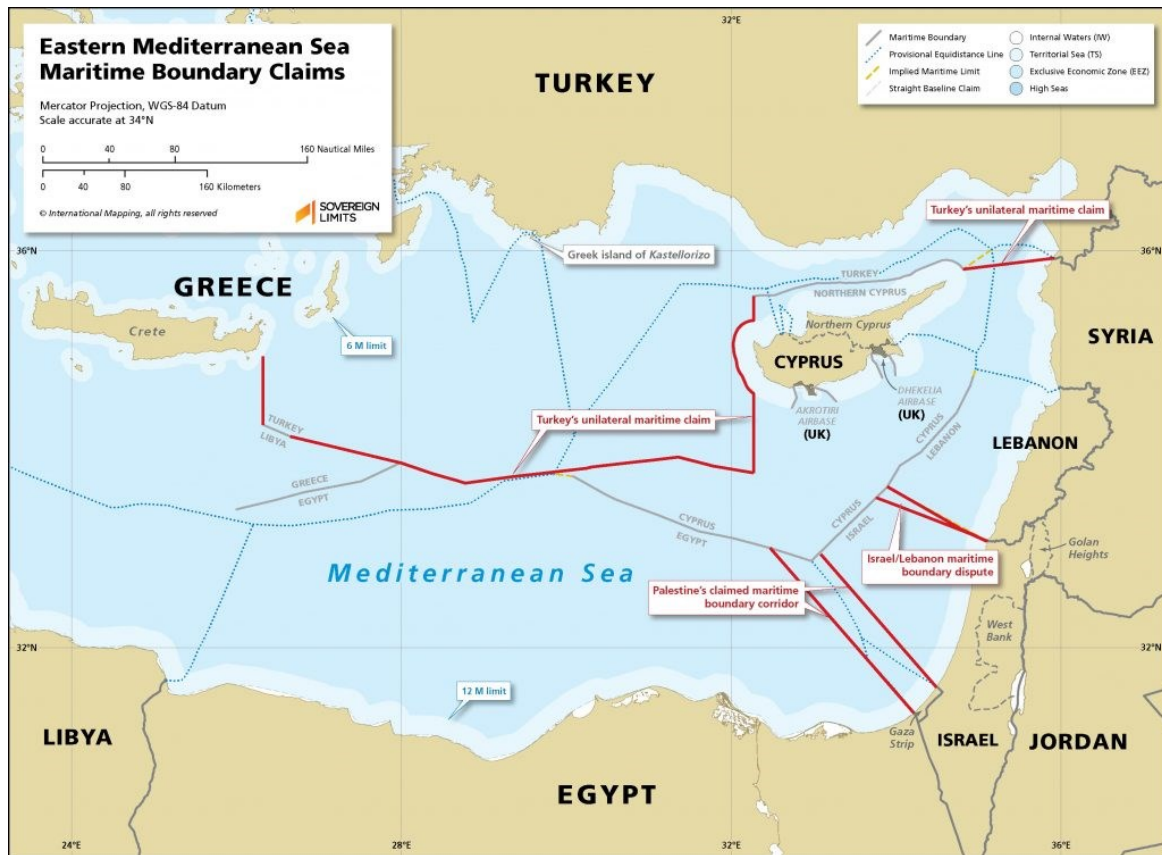 Eastern Mediterranean Sea
Maritime Boundary Claims
Mercator Projection, WGS-84 Datum
Scale accurate at 34°N
0 40 80 160 Nautical Miles
0 40 80 160 Kilometers
© International Mapping, all rights reserved
SOVEREIGN
LIMITS
32°E
Maritime Boundary
Provisional Equidistance Line
Implied Maritime Limit
Straight Baseline Claim
Internal Waters (IW)
Territorial Sea (TS)
Exclusive Economic Zone (EEZ)
High Seas
TURKEY
Turkey's unilateral maritime claim
36°N
36°N
Greek island of Kastellorizo
GREECE
TURKEY
NORTHERN CYPRUS
Crete
6 M limit
Northern Cyprus
SYRIA
CYPRUS
DHEKELIA
AIRBASE
(UK)
AKROTIRI
AIRBASE
(UK)
Turkey's unilateral maritime claim
TURKEY
LIBYA
CYPRUS
LEBANON
LEBANON
GREECE
EGYPT
CYPRUS
EGYPT
CYPRUS
ISRAEL
Israel/Lebanon maritime
boundary dispute
Golan
Heights
Mediterranean Sea
Palestine's claimed maritime
boundary corridor
West
Bank
32°N
32°N
12 M limit
LIBYA
Gaza
Strip
ISRAEL
JORDAN
EGYPT
24°E
28°E
32°E
36°E